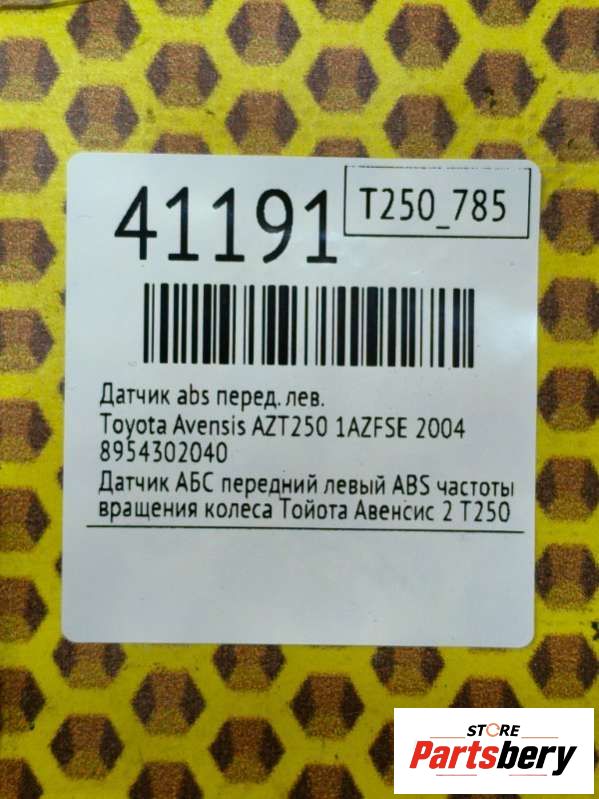 41191
T250_785
Датчик abs перед. лев.
Toyota Avensis AZT250 1AZFSE 2004
8954302040
Датчик АБС передний левый ABS частоты
вращения колеса Тойота Авенсис 2 Т250
STORE
Partsbery